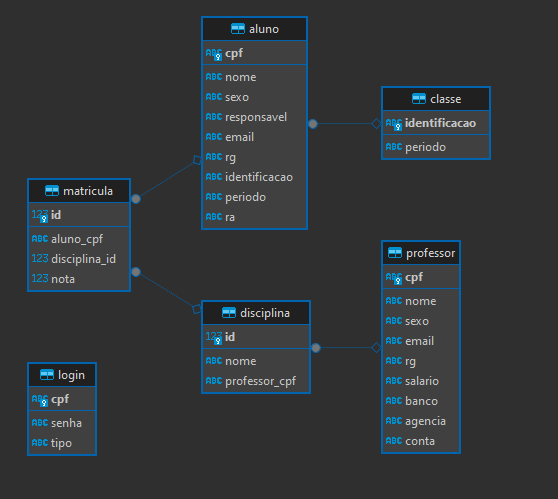 aluno
ABC cpf
ABC nome
ABC sexo
ABC responsavel
ABC email
ABC rg
ABC identificacao
ABC periodo
ABC ra
classe
ABC identificacao
ABC periodo
matricula
123 id
ABC aluno_cpf
123 disciplina_id
123 nota
professor
ABC cpf
ABC nome
ABC sexo
ABC email
ABC rg
ABC salario
ABC banco
ABC agencia
ABC conta
disciplina
123 id
ABC nome
ABC professor_cpf
login
ABC cpf
ABC senha
ABC tipo